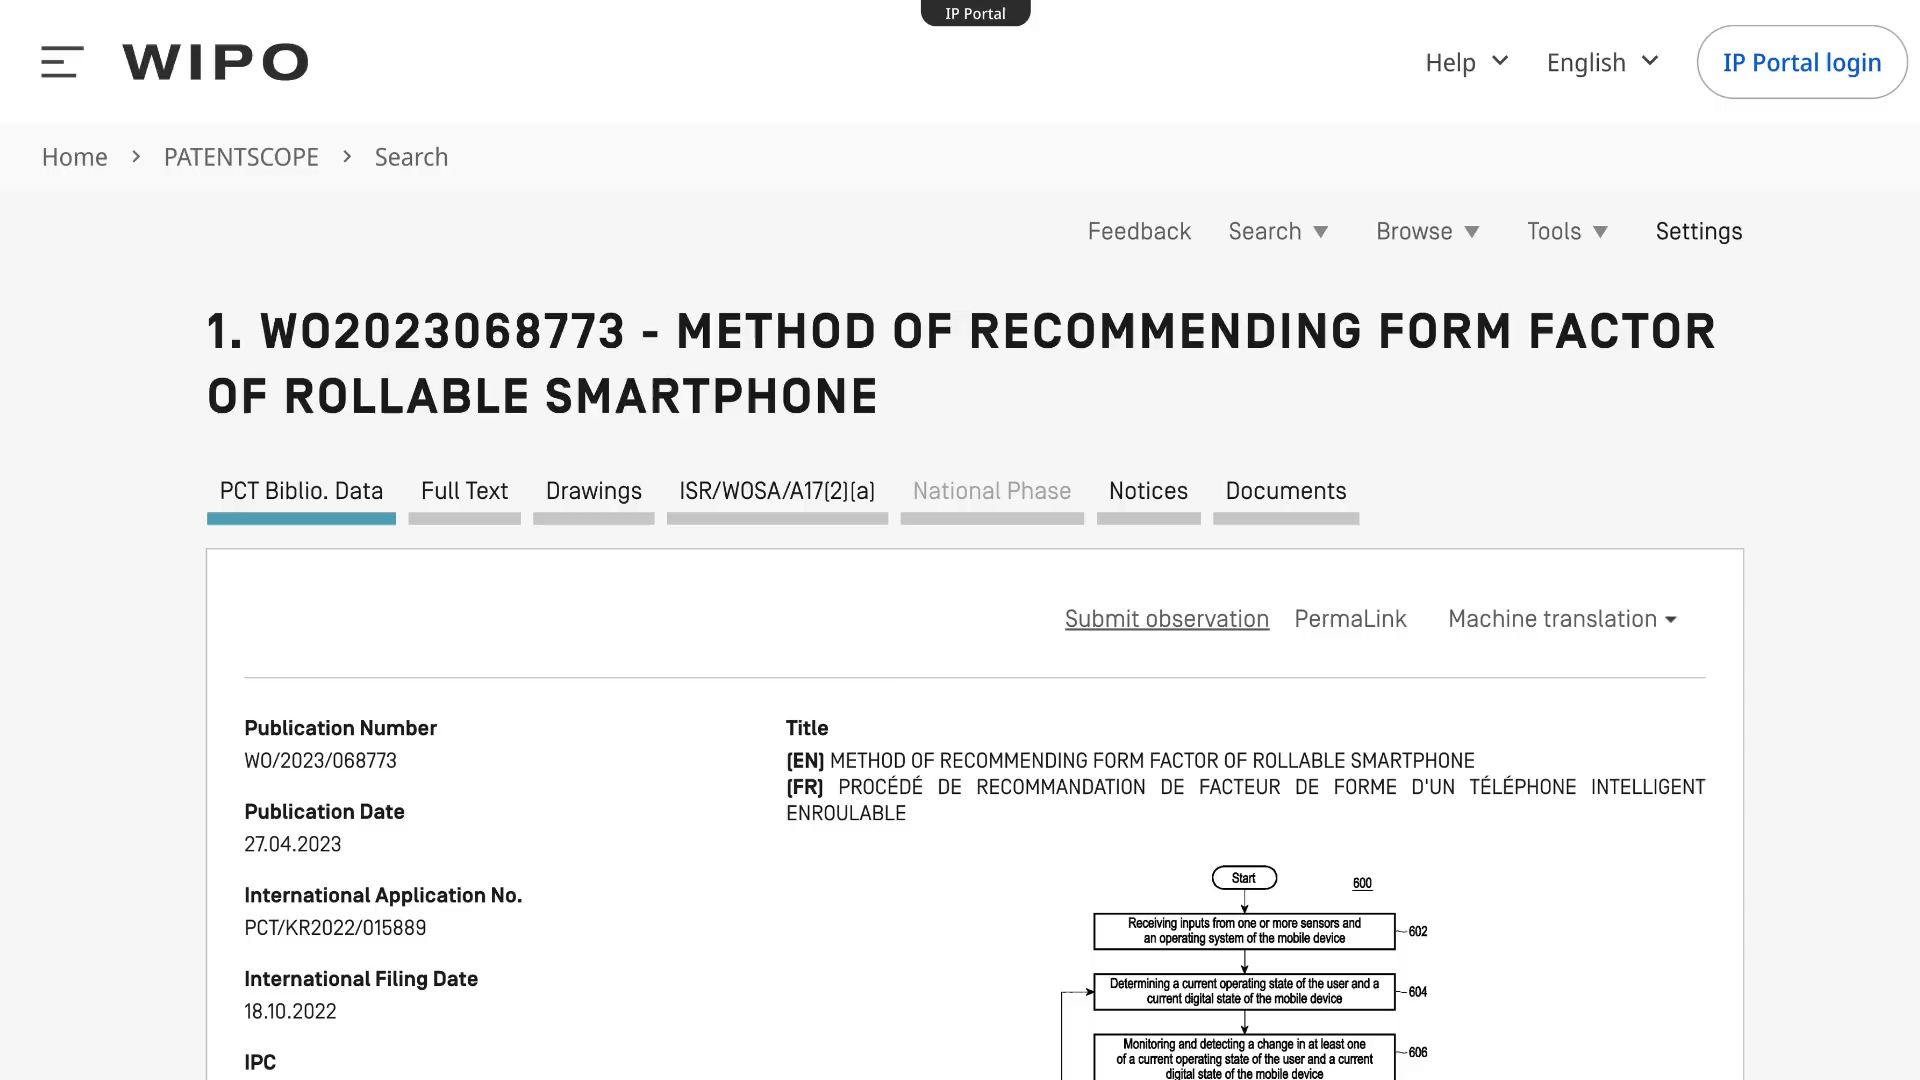 IP Portal
WIPO
Help
English
IP Portal login
Home > PATENTSCOPE > Search
Feedback Search ▼ Browse ▼ Tools ▼ Settings
1. WO2023068773 - METHOD OF RECOMMENDING FORM FACTOR
OF ROLLABLE SMARTPHONE
PCT Biblio. Data Full Text Drawings ISR/WOSA/A17(2)(a) National Phase Notices Documents
Submit observation PermaLink Machine translation
Publication Number
WO/2023/068773
Publication Date
27.04.2023
International Application No.
PCT/KR2022/015889
International Filing Date
18.10.2022
IPC
Title
(EN) METHOD OF RECOMMENDING FORM FACTOR OF ROLLABLE SMARTPHONE
(FR) PROCÉDÉ DE RECOMMANDATION DE FACTEUR DE FORME D'UN TÉLÉPHONE INTELLIGENT
ENROULABLE
Start
600
Receiving inputs from one or more sensors and
an operating system of the mobile device
602
Determining a current operating state of the user and a
current digital state of the mobile device
604
Monitoring and detecting a change in at least one
of a current operating state of the user and a current
digital state of the mobile device
606